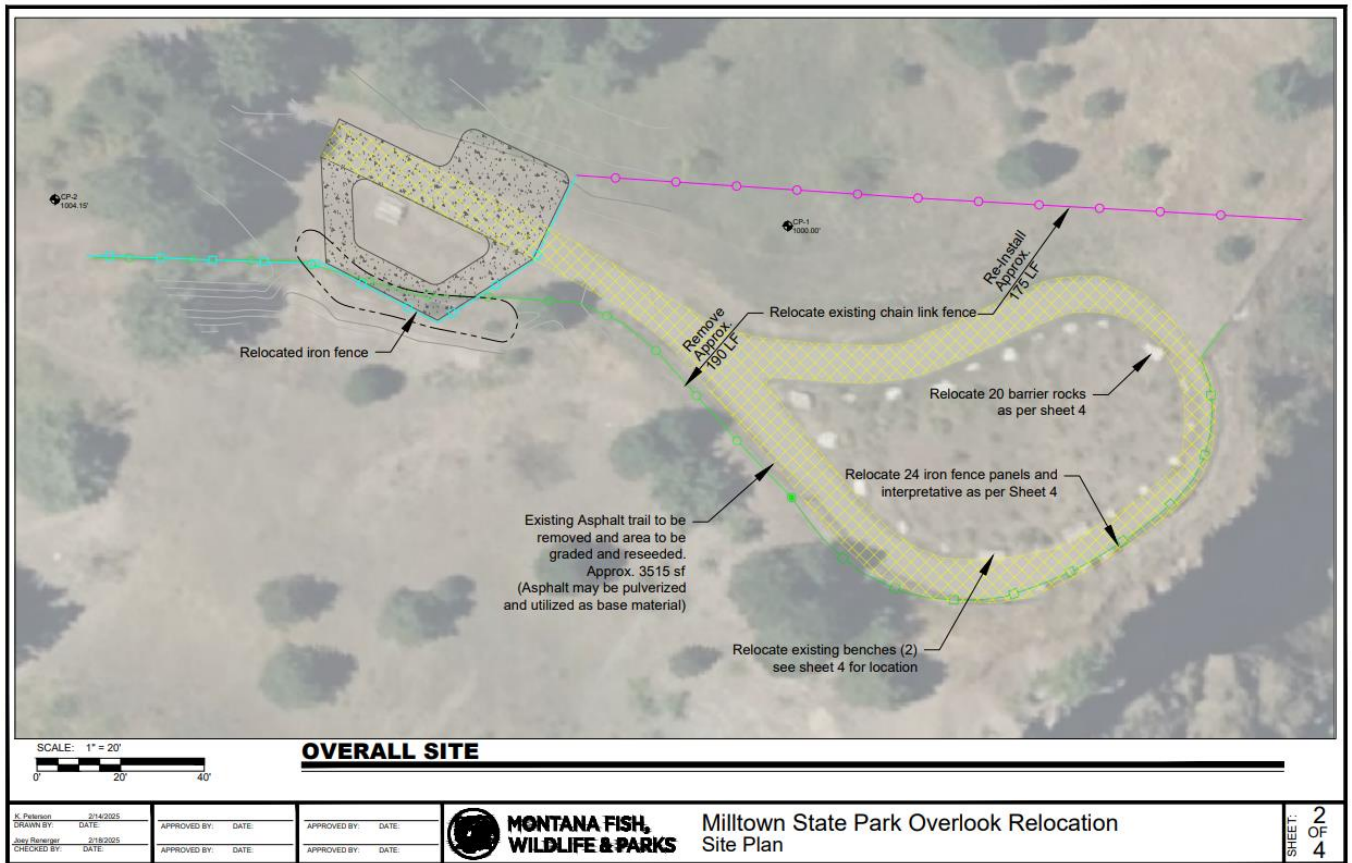 CP-2
1004.15'
CP-1
1000.00'
Re-Install
Approx.
175 LF
Remove
Approx.
190 LF
Relocate existing chain link fence
Relocated iron fence
Relocate 20 barrier rocks
as per sheet 4
Relocate 24 iron fence panels and
interpretative as per Sheet 4
Existing Asphalt trail to be
removed and area to be
graded and reseeded.
Approx. 3515 sf
(Asphalt may be pulverized
and utilized as base material)
Relocate existing benches (2)
see sheet 4 for location
SCALE: 1" = 20'
0' 20' 40'
OVERALL SITE
K. Peterson 2/14/2025
DRAWN BY: DATE:
Joey Renerger 2/18/2025
CHECKED BY: DATE:
APPROVED BY: DATE:
APPROVED BY: DATE:
APPROVED BY: DATE:
APPROVED BY: DATE:
MONTANA FISH,
WILDLIFE & PARKS
Milltown State Park Overlook Relocation
Site Plan
SHEET:
2
OF
4